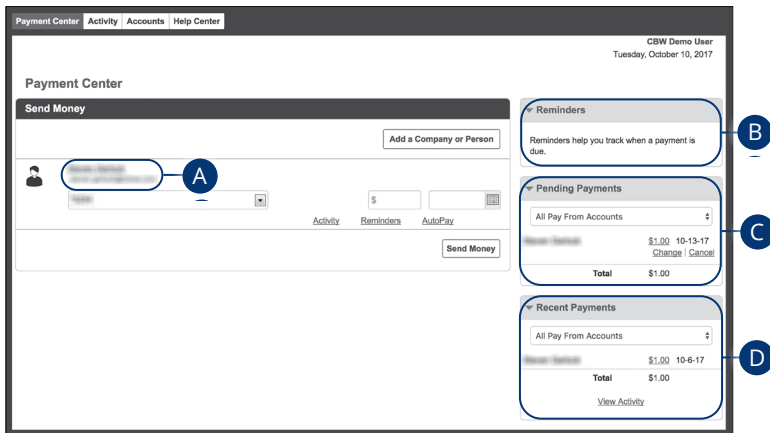 Payment Center Activity Accounts Help Center
CBW Demo User
Tuesday, October 10, 2017
Payment Center
Send Money
Add a Company or Person
A
$
Activity Reminders AutoPay
Send Money
Reminders
Reminders help you track when a payment is
due.
B
Pending Payments
All Pay From Accounts
$1.00 10-13-17
Change | Cancel
Total $1.00
C
Recent Payments
All Pay From Accounts
$1.00 10-6-17
Total $1.00
View Activity
D